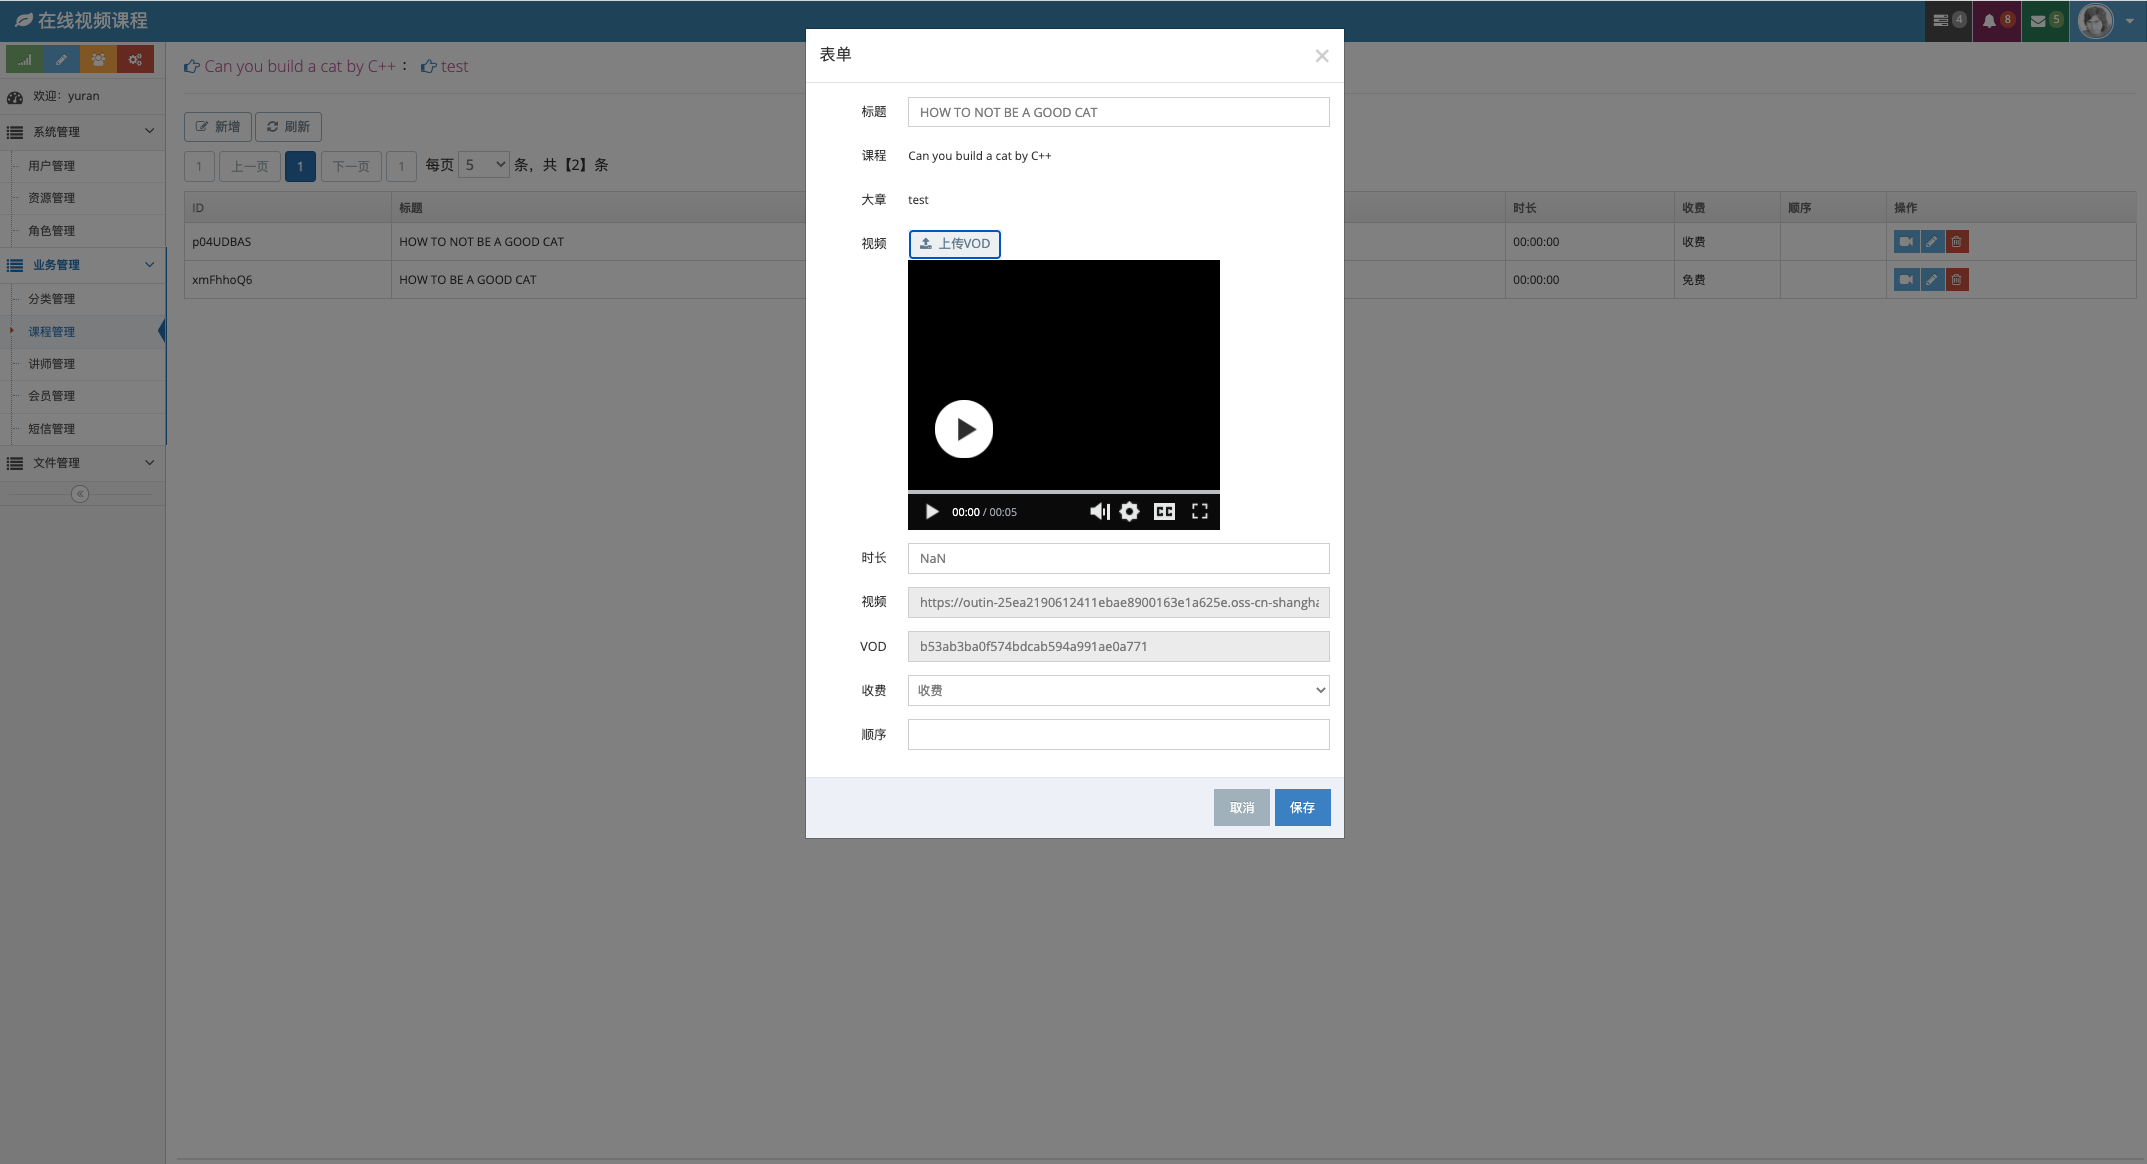 在线视频课程
4
8
5
Can you build a cat by C++ ： test
欢迎: yuran
系统管理
用户管理
资源管理
角色管理
业务管理
分类管理
课程管理
讲师管理
会员管理
短信管理
文件管理
新增 刷新
1 上一页 1 下一页 1 每页 5 条，共【2】条
ID 标题 时长 收费 顺序 操作
p04UDBAS HOW TO NOT BE A GOOD CAT 00:00:00 收费
xmFhhoQ6 HOW TO BE A GOOD CAT 00:00:00 免费
表单
标题 HOW TO NOT BE A GOOD CAT
课程 Can you build a cat by C++
大章 test
视频 上传VOD
00:00 / 00:05 CC
时长 NaN
视频 https://outin-25ea2190612411ebae8900163e1a625e.oss-cn-shangha
VOD b53ab3ba0f574bdcab594a991ae0a771
收费 收费
顺序
取消 保存